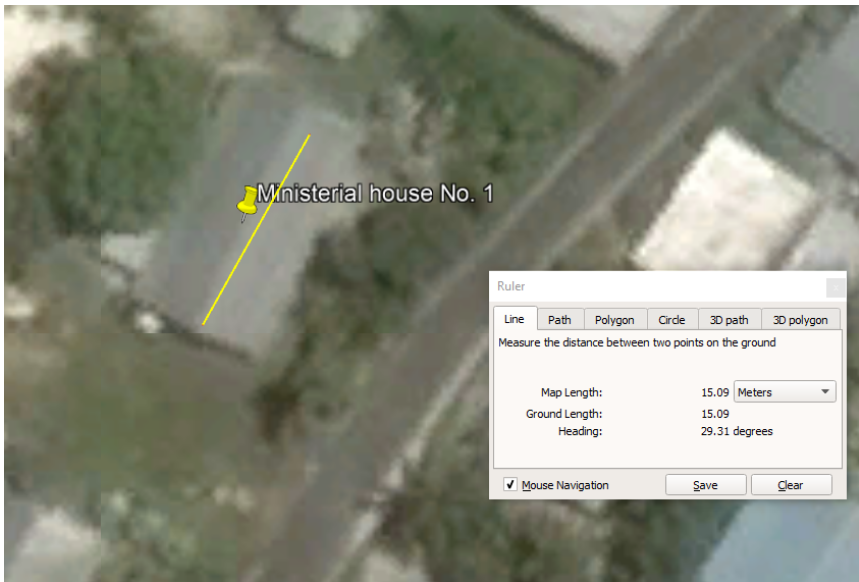 Ministerial house No. 1
Ruler
Line Path Polygon Circle 3D path 3D polygon
Measure the distance between two points on the ground
Map Length: 15.09 Meters
Ground Length: 15.09
Heading: 29.31 degrees
Mouse Navigation Save Clear